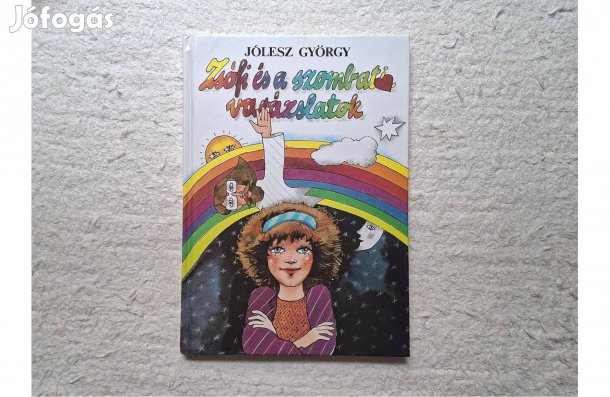 Jófogás
JÓLESZ GYÖRGY
Zsófi és a szombati
varázslatok